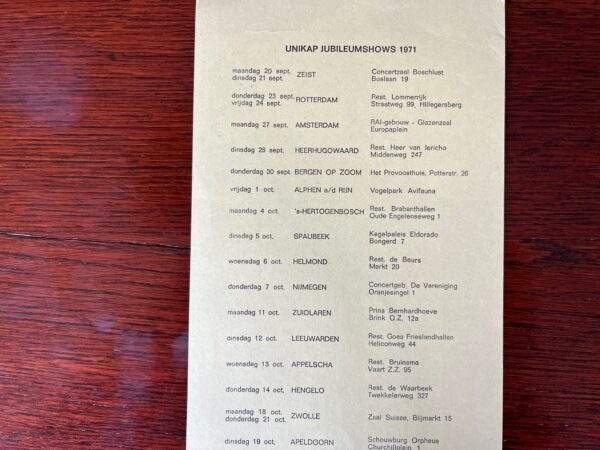 UNIKAP JUBILEUMSHOWS 1971
maandag 20 sept. ZEIST Concertzaal Boschlust
dinsdag 21 sept. Boslaan 19
donderdag 23 sept. ROTTERDAM Rest. Lommerrijk
vrijdag 24 sept. Straatweg 99, Hillegersberg
maandag 27 sept. AMSTERDAM RAI-gebouw - Glazenzaal
Europaplein
dinsdag 28 sept. HEERHUGOWAARD Rest. Heer van Jericho
Middenweg 247
donderdag 30 sept. BERGEN OP ZOOM Het Provoosthuis, Potterstr. 26
vrijdag 1 oct. ALPHEN a/d RIJN Vogelpark Avifauna
maandag 4 oct. 's-HERTOGENBOSCH Rest. Brabanthallen
Oude Engelenseweg 1
dinsdag 5 oct. SPAUBEEK Kegelpaleis Eldorado
Bongerd 7
woensdag 6 oct. HELMOND Rest. de Beurs
Markt 20
donderdag 7 oct. NIJMEGEN Concertgeb. De Vereniging
Oranjesingel 1
maandag 11 oct. ZUIDLAREN Prins Bernhardhoeve
Brink O.Z. 12a
dinsdag 12 oct. LEEUWARDEN Rest. Goea Frieslandhallen
Heliconweg 44
woensdag 13 oct. APPELSCHA Rest. Bruinsma
Vaart Z.Z. 95
donderdag 14 oct. HENGELO Rest. de Waarbeek
Twekkelerweg 327
maandag 18 oct. ZWOLLE Zaal Suisse, Blijmarkt 15
donderdag 21 oct.
dinsdag 19 oct. APELDOORN Schouwburg Orpheus
Churchillplein 1